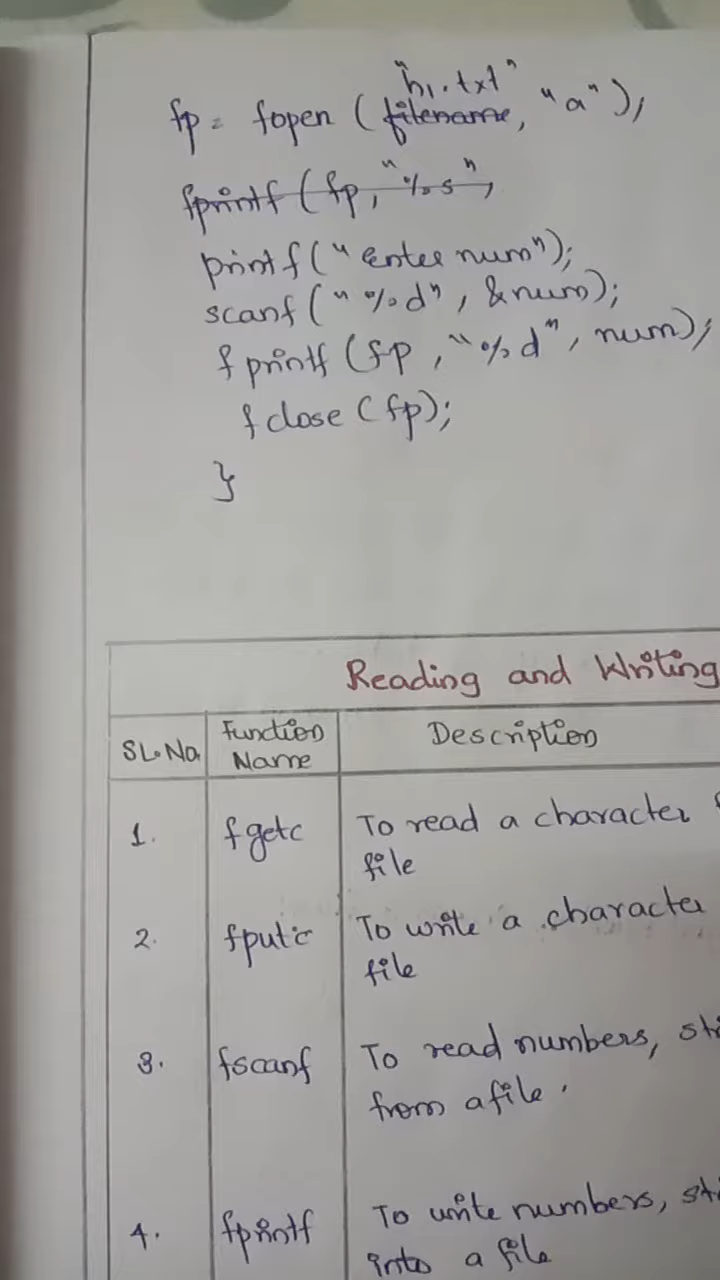 "h1.txt"
fp = fopen (filename, "a");
fprintf (fp, "%s",
printf(" Enter num");
scanf (" %d", &num);
fprintf (fp, "%d", num);
fclose (fp);
}
Reading and Writing
SL.No Function Name Description
1. fgetc To read a character
file
2. fputc To write a character
file
3. fscanf To read numbers,
from a file.
4. fprintf To write numbers,
into a file